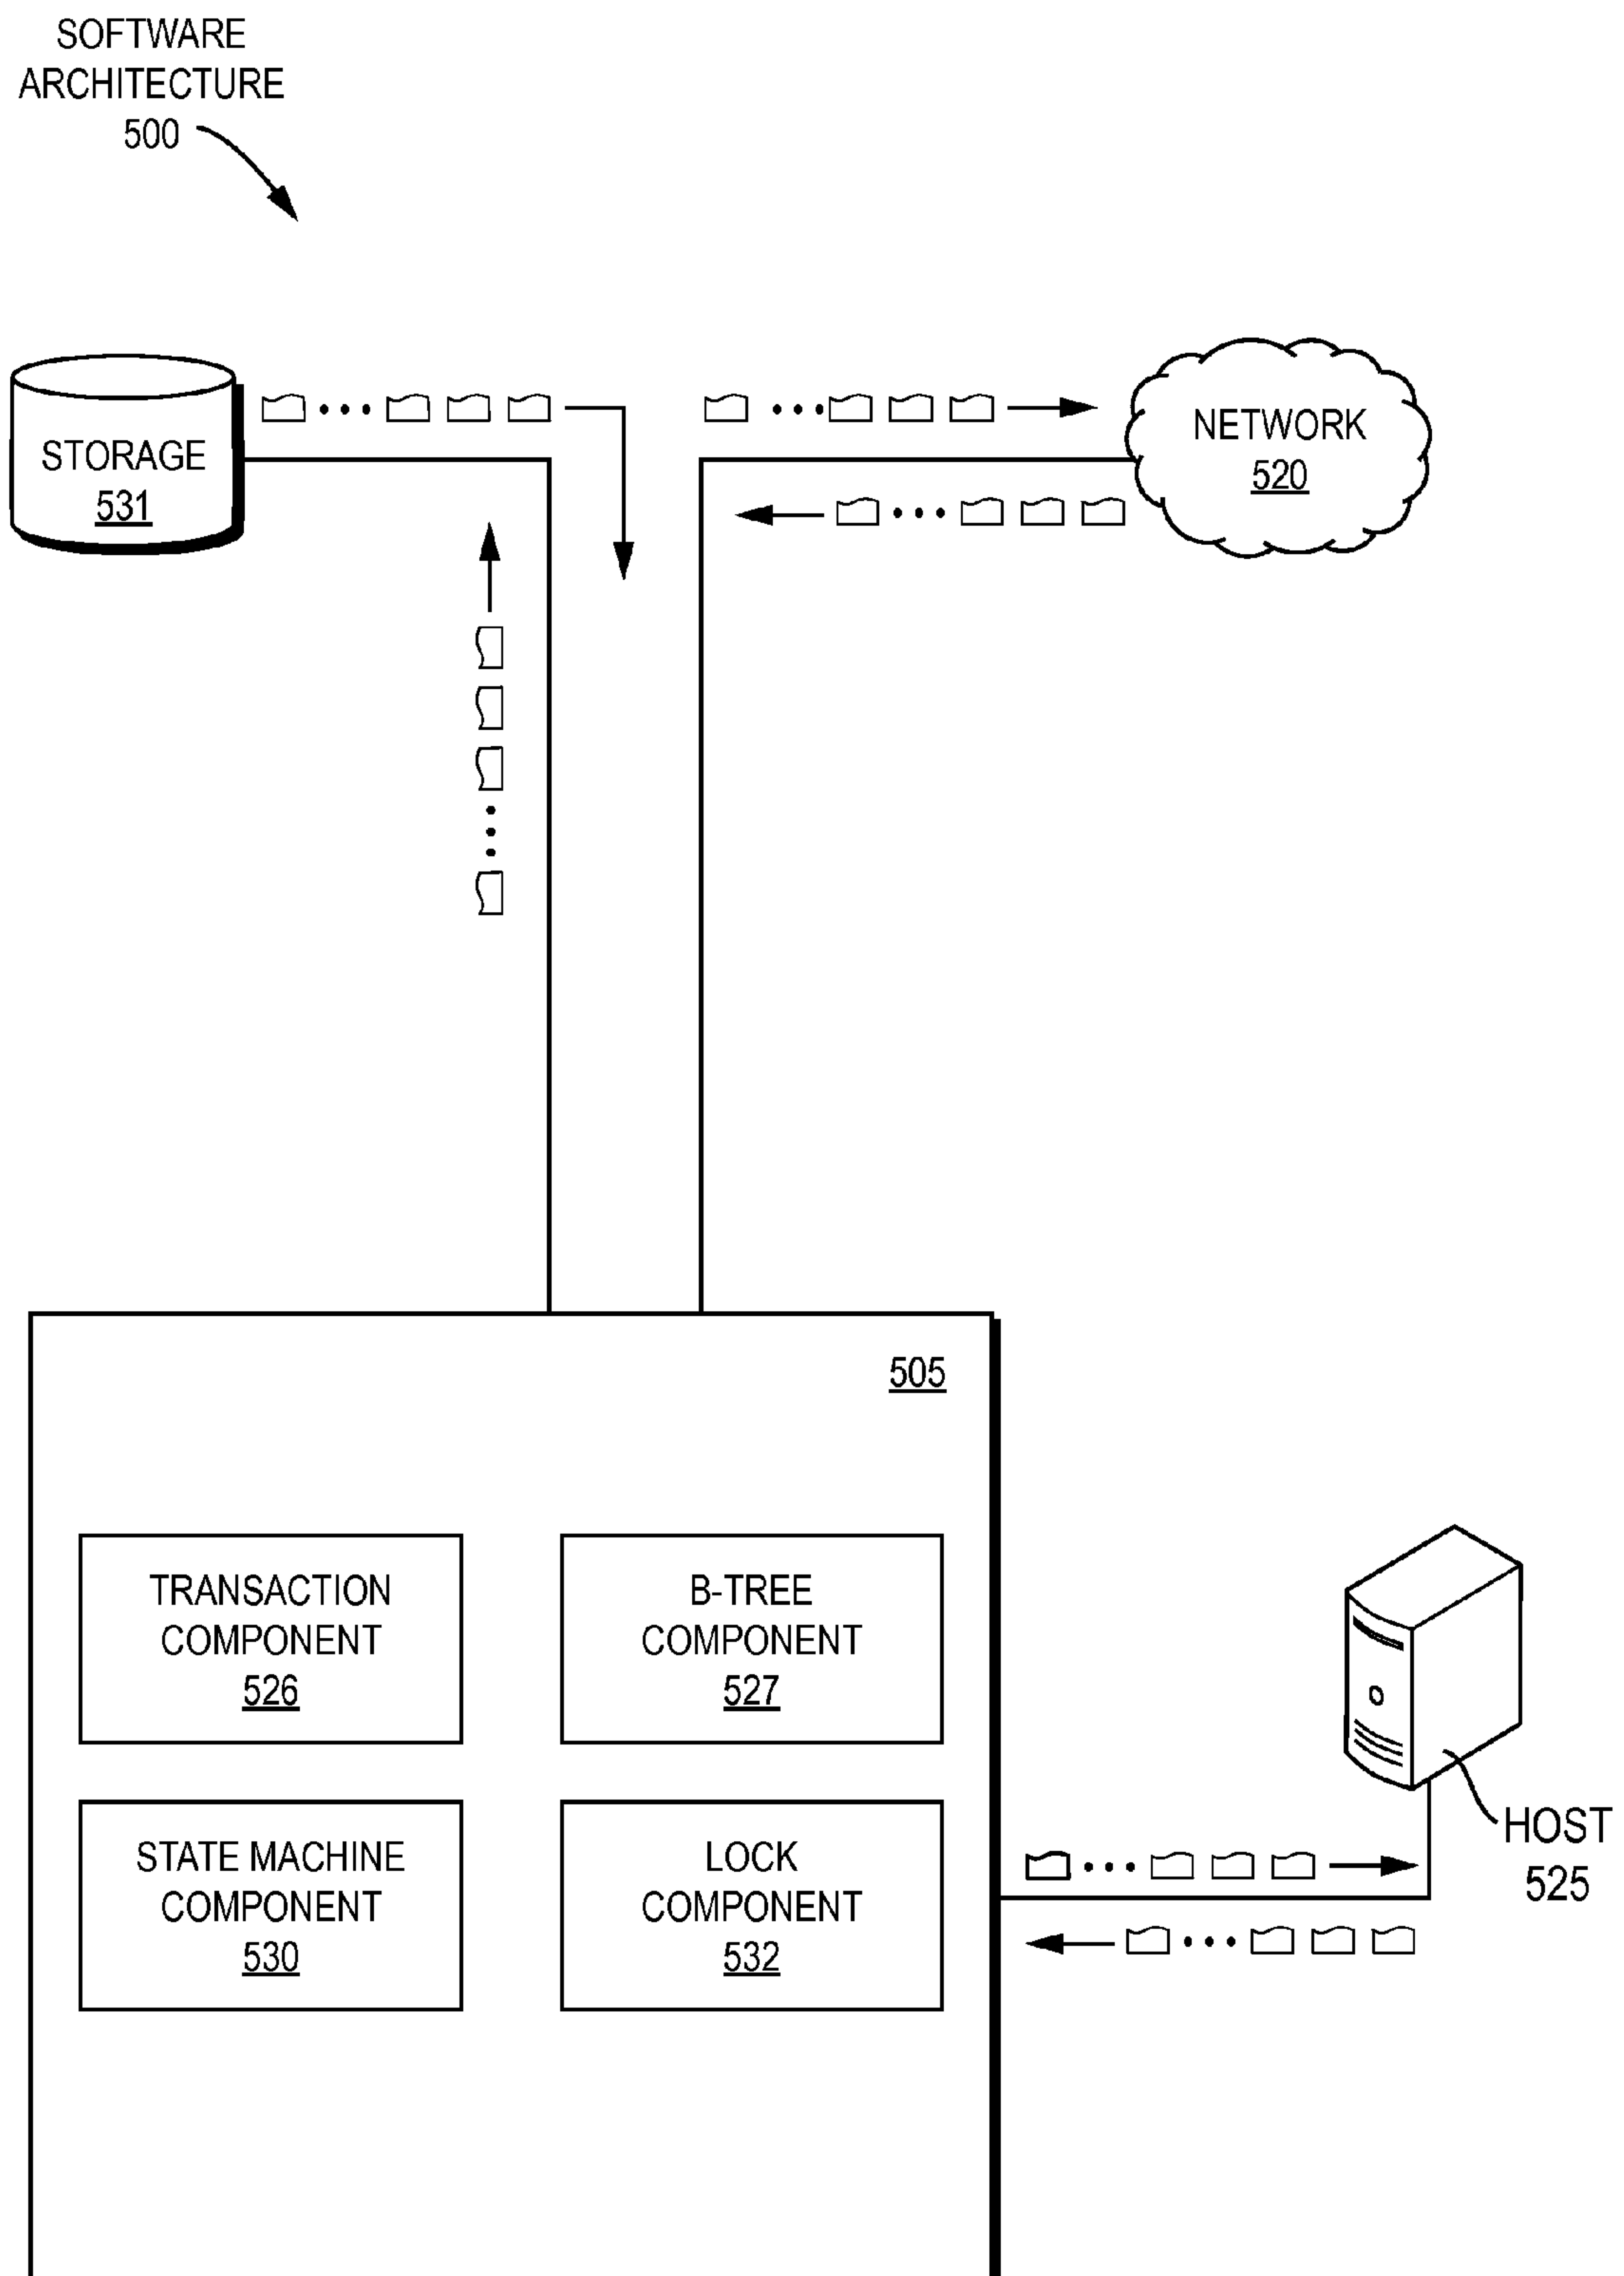 SOFTWARE
ARCHITECTURE
500
STORAGE
531
NETWORK
520
505
TRANSACTION
COMPONENT
526
B-TREE
COMPONENT
527
STATE MACHINE
COMPONENT
530
LOCK
COMPONENT
532
HOST
525